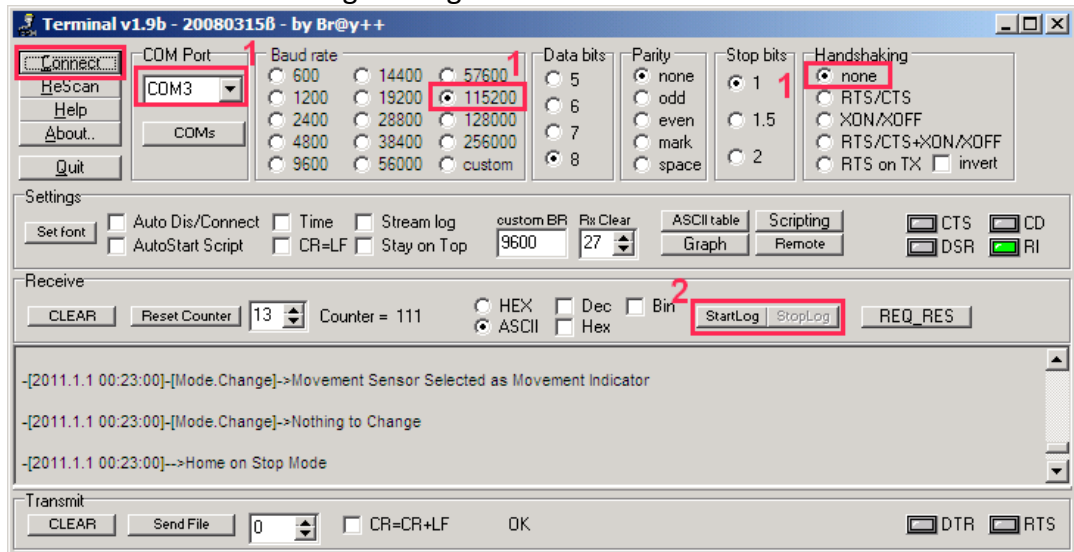 Terminal v1.9b - 20080315ß - by Br@y++
Connect
ReScan
Help
About..
Quit
COM Port 1
COM3
COMs
Baud rate 1
600 14400 57600
1200 19200 115200
2400 28800 128000
4800 38400 256000
9600 56000 custom
Data bits
5
6
7
8
Parity
none
odd
even
mark
space
Stop bits
1 1
1.5
2
Handshaking
none
RTS/CTS
XON/XOFF
RTS/CTS+XON/XOFF
RTS on TX invert
Settings
Set font
Auto Dis/Connect Time Stream log
AutoStart Script CR=LF Stay on Top
custom BR Rx Clear
9600 27
ASCII table Scripting
Graph Remote
CTS CD
DSR RI
Receive
CLEAR Reset Counter 13 Counter = 111
HEX Dec Bin
ASCII Hex
2
StartLog StopLog REQ_RES
-[2011.1.1 00:23:00]-[Mode.Change]->Movement Sensor Selected as Movement Indicator
-[2011.1.1 00:23:00]-[Mode.Change]->Nothing to Change
-[2011.1.1 00:23:00]-->Home on Stop Mode
Transmit
CLEAR Send File 0 CR=CR+LF OK DTR RTS